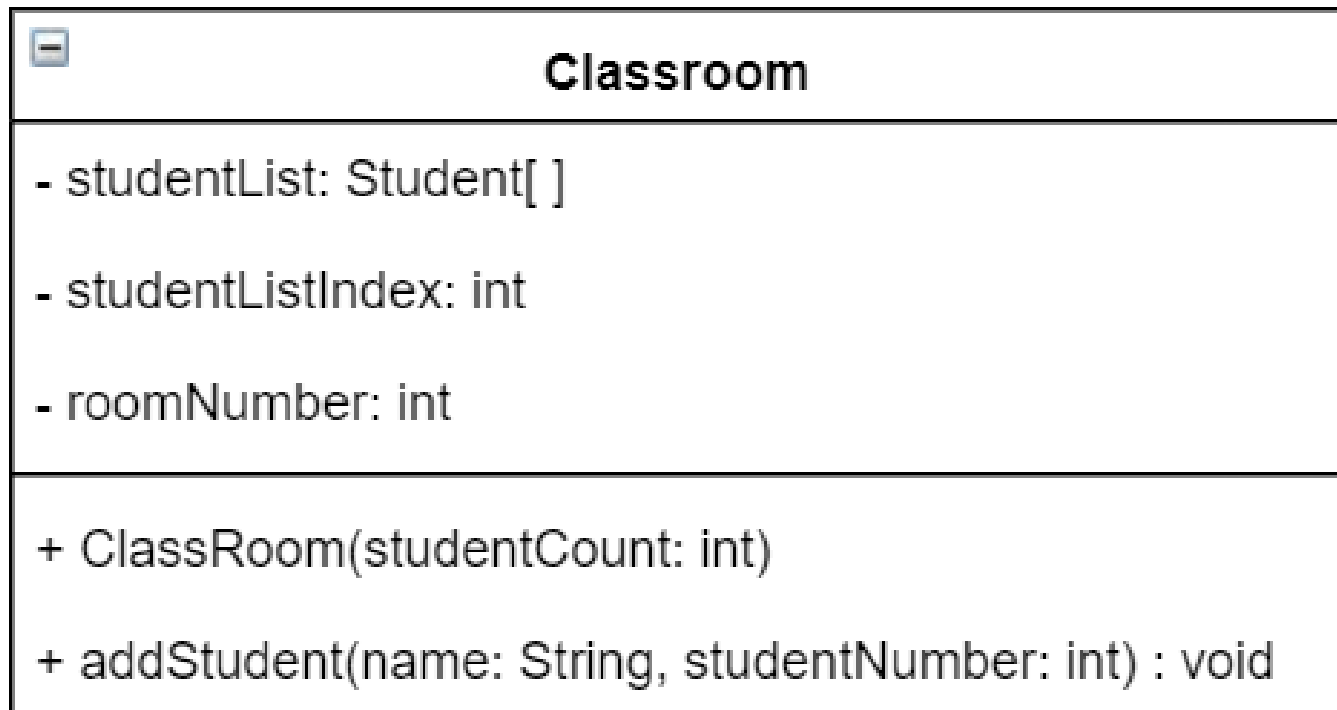 Classroom
- studentList: Student[ ]
- studentListIndex: int
- roomNumber: int
+ ClassRoom(studentCount: int)
+ addStudent(name: String, studentNumber: int) : void